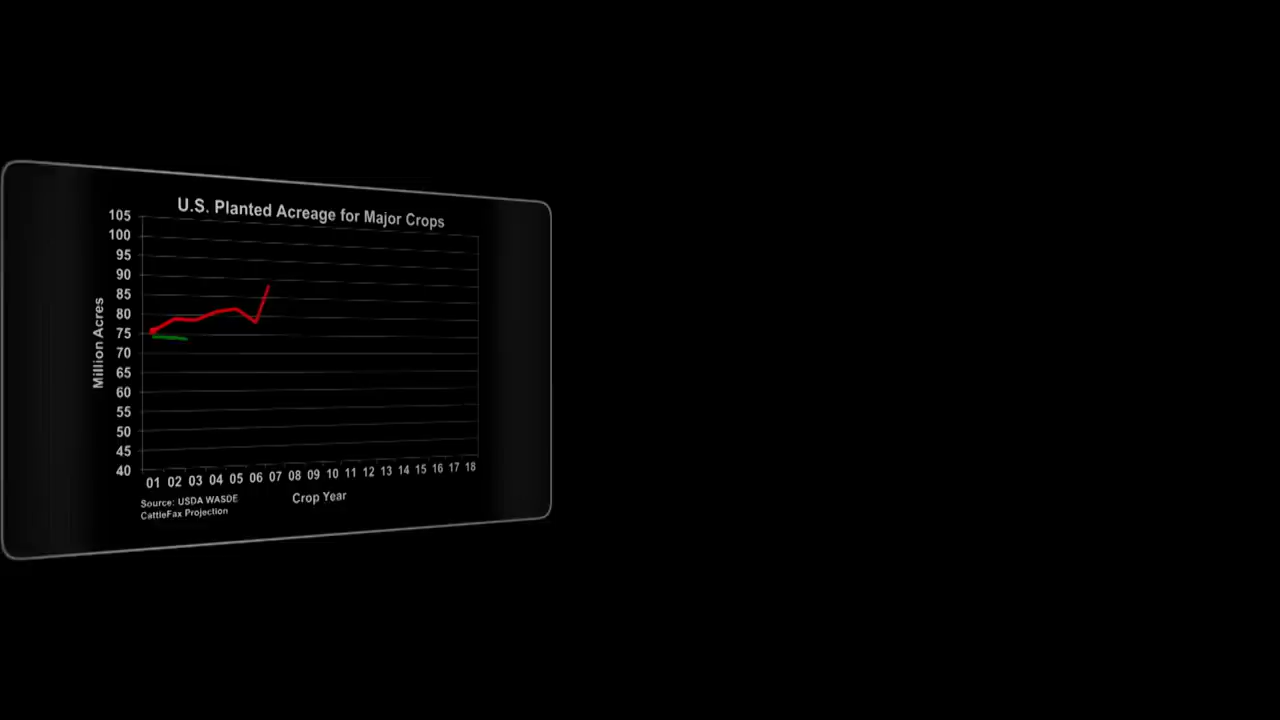 U.S. Planted Acreage for Major Crops
105
100
95
90
85
80
75
70
65
60
55
50
45
40
Million Acres
01 02 03 04 05 06 07 08 09 10 11 12 13 14 15 16 17 18
Crop Year
Source: USDA WASDE
CattleFax Projection